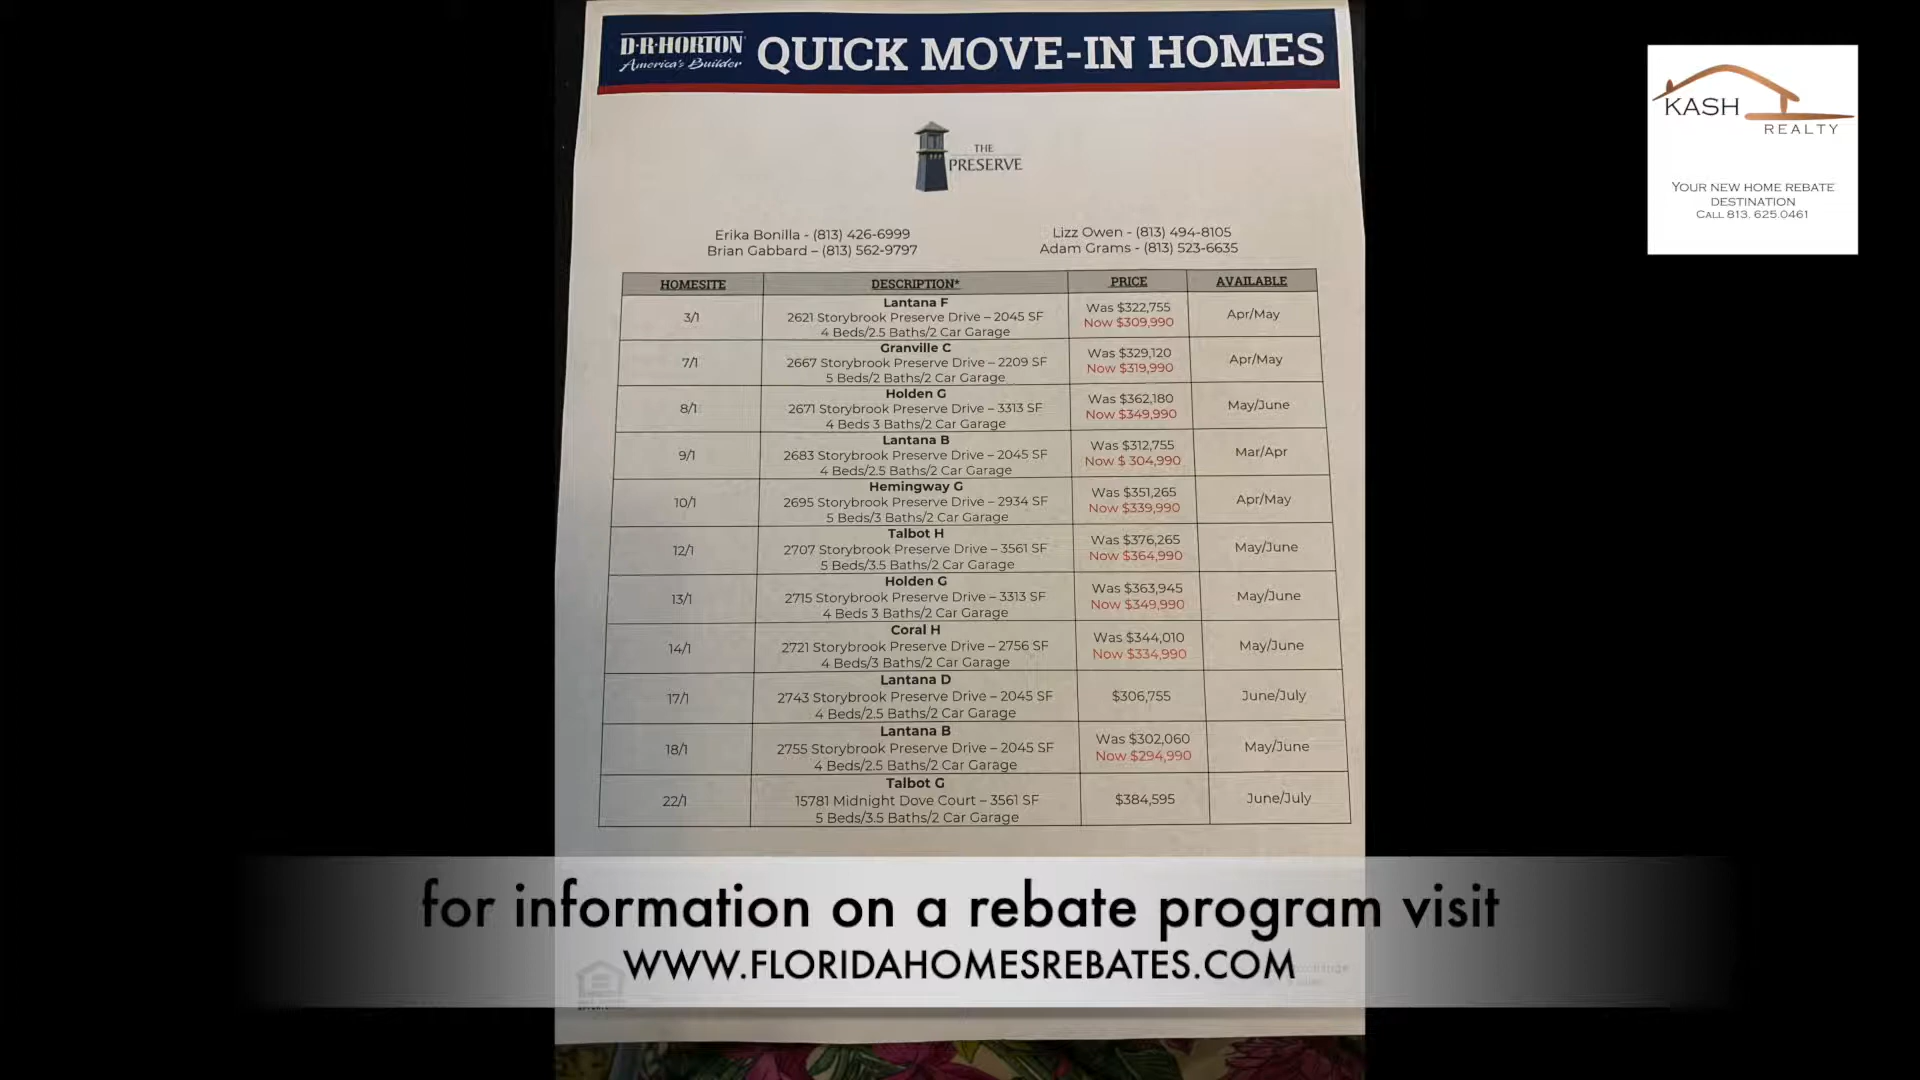 D·R·HORTON
America's Builder
QUICK MOVE-IN HOMES
KASH
REALTY
YOUR NEW HOME REBATE
DESTINATION
CALL 813. 625.0461
THE
PRESERVE
Erika Bonilla - (813) 426-6999
Brian Gabbard – (813) 562-9797
Lizz Owen - (813) 494-8105
Adam Grams - (813) 523-6635
HOMESITE DESCRIPTION* PRICE AVAILABLE
Lantana F
3/1 2621 Storybrook Preserve Drive – 2045 SF Was $322,755 Apr/May
4 Beds/2.5 Baths/2 Car Garage Now $309,990
Granville C
7/1 2667 Storybrook Preserve Drive – 2209 SF Was $329,120 Apr/May
5 Beds/2 Baths/2 Car Garage Now $319,990
Holden G
8/1 2671 Storybrook Preserve Drive – 3313 SF Was $362,180 May/June
4 Beds 3 Baths/2 Car Garage Now $349,990
Lantana B
9/1 2683 Storybrook Preserve Drive – 2045 SF Was $312,755 Mar/Apr
4 Beds/2.5 Baths/2 Car Garage Now $ 304,990
Hemingway G
10/1 2695 Storybrook Preserve Drive – 2934 SF Was $351,265 Apr/May
5 Beds/3 Baths/2 Car Garage Now $339,990
Talbot H
12/1 2707 Storybrook Preserve Drive – 3561 SF Was $376,265 May/June
5 Beds/3.5 Baths/2 Car Garage Now $364,990
Holden G
13/1 2715 Storybrook Preserve Drive – 3313 SF Was $363,945 May/June
4 Beds 3 Baths/2 Car Garage Now $349,990
Coral H
14/1 2721 Storybrook Preserve Drive – 2756 SF Was $344,010 May/June
4 Beds/3 Baths/2 Car Garage Now $334,990
Lantana D
17/1 2743 Storybrook Preserve Drive – 2045 SF $306,755 June/July
4 Beds/2.5 Baths/2 Car Garage
Lantana B
18/1 2755 Storybrook Preserve Drive – 2045 SF Was $302,060 May/June
4 Beds/2.5 Baths/2 Car Garage Now $294,990
Talbot G
22/1 15781 Midnight Dove Court – 3561 SF $384,595 June/July
5 Beds/3.5 Baths/2 Car Garage
for information on a rebate program visit
WWW.FLORIDAHOMESREBATES.COM